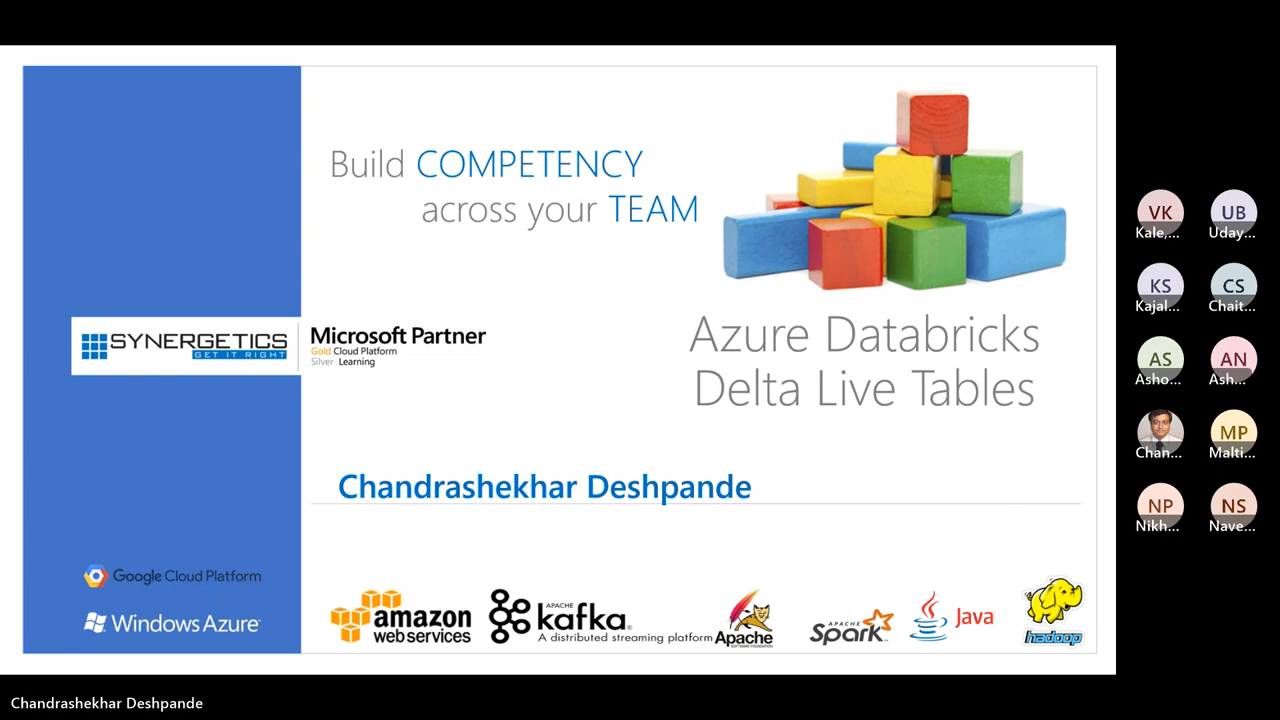 Build COMPETENCY
across your TEAM
SYNERGETICS
GET IT RIGHT
Microsoft Partner
Gold Cloud Platform
Silver Learning
Azure Databricks
Delta Live Tables
Chandrashekhar Deshpande
Google Cloud Platform
Windows Azure
amazon
web services
APACHE
kafka®
A distributed streaming platform
Apache
SOFTWARE FOUNDATION
APACHE
Spark
Java
hadoop
VK
Kale,...
UB
Uday...
KS
Kajal...
CS
Chait...
AS
Asho...
AN
Ash...
Chan...
MP
Malti...
NP
Nikh...
NS
Nave...
Chandrashekhar Deshpande